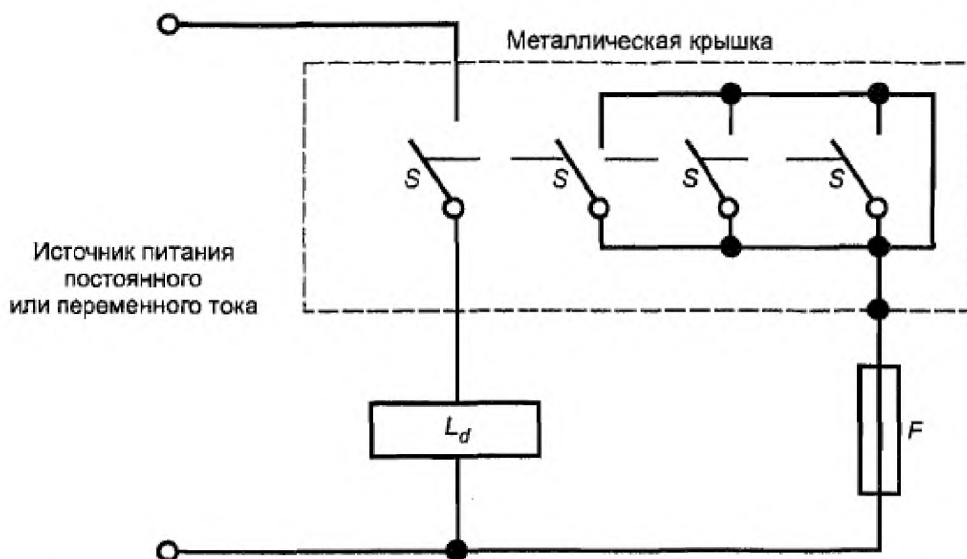 Металлическая крышка
S
S
S
S
Источник питания
постоянного
или переменного тока
L_d
F